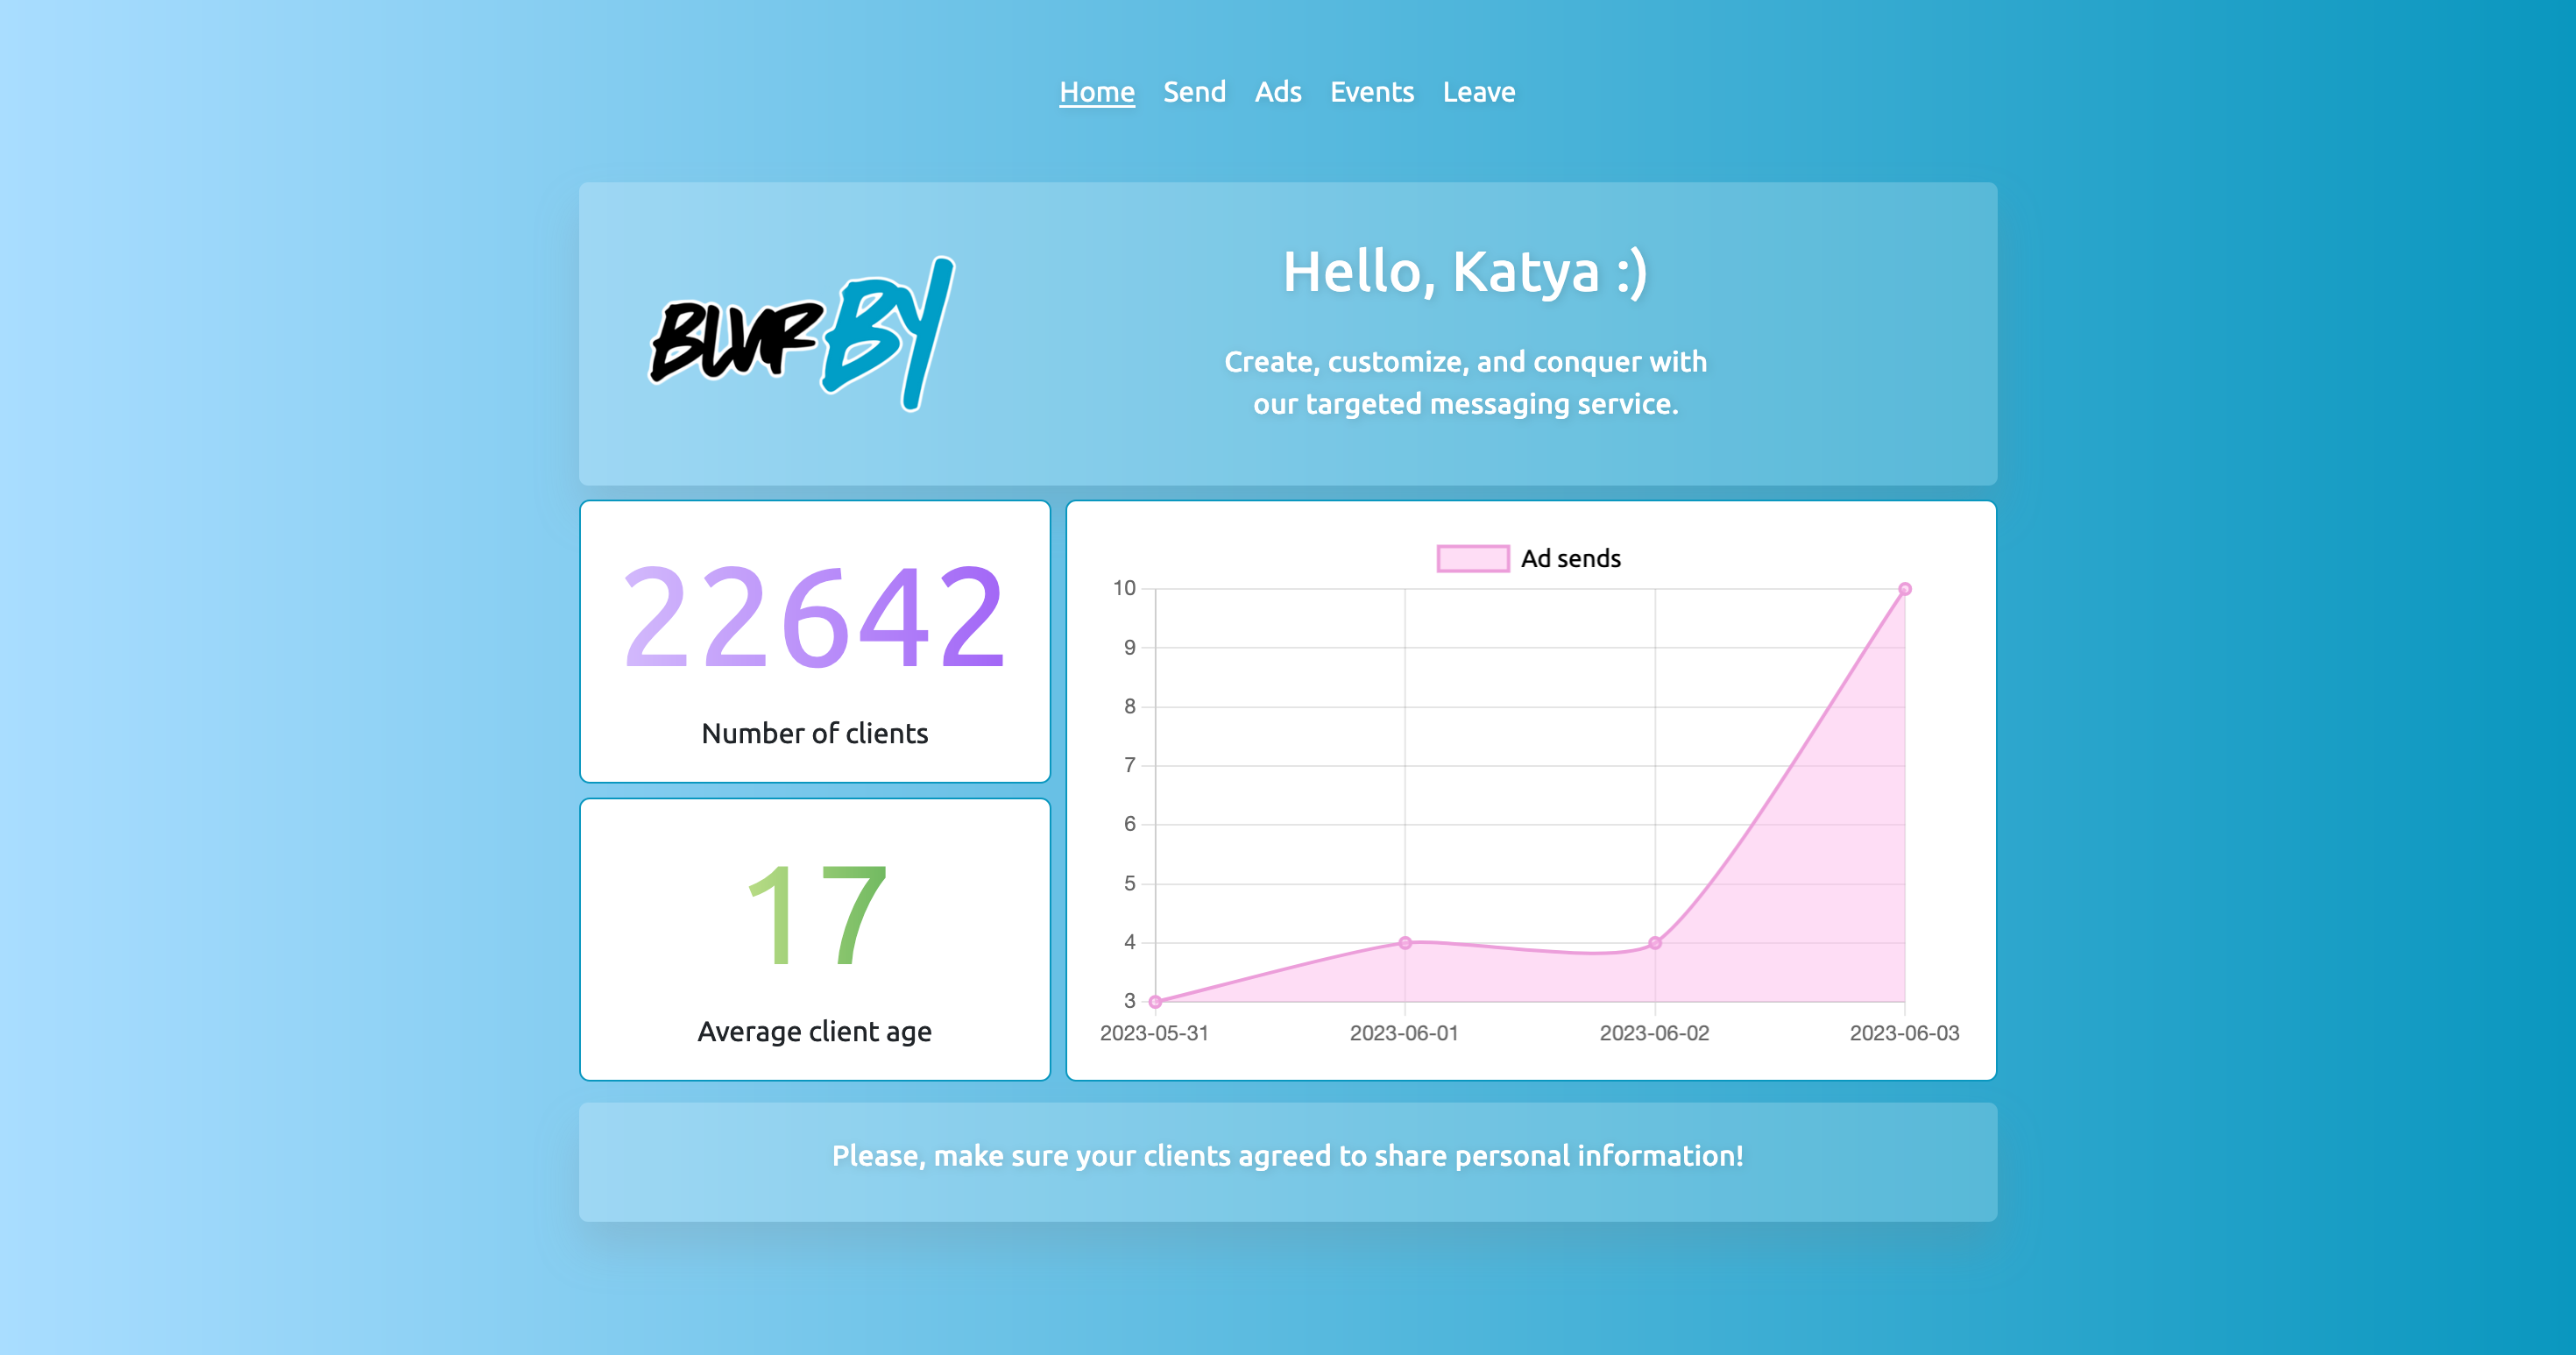 Home Send Ads Events Leave
BLVR BY
Hello, Katya :)
Create, customize, and conquer with
our targeted messaging service.
22642
Number of clients
17
Average client age
Ad sends
10
9
8
7
6
5
4
3
2023-05-31 2023-06-01 2023-06-02 2023-06-03
Please, make sure your clients agreed to share personal information!